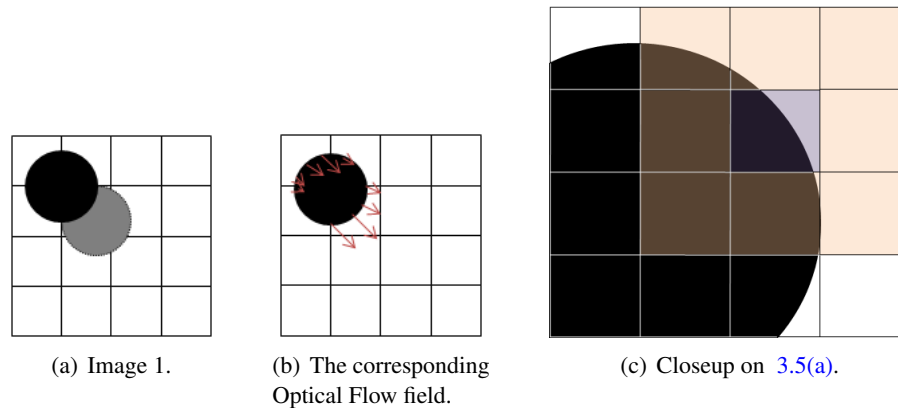 (a) Image 1.
(b) The corresponding
Optical Flow field.
(c) Closeup on 3.5(a).